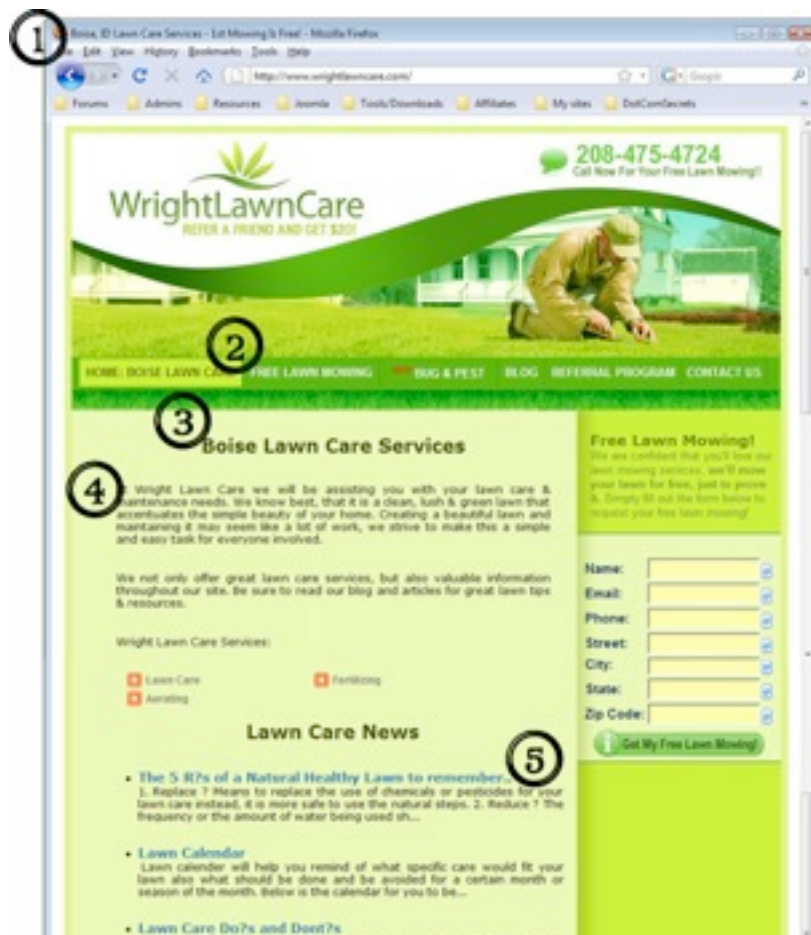 1
Boise, ID Lawn Care Services - 1st Mowing Is Free! - Mozilla Firefox
Edit View History Bookmarks Tools Help
http://www.wrightlawncare.com/
Google
Forums Admins Resources Joomla Tools/Downloads Affiliates My sites DotComSecrets
208-475-4724
Call Now For Your Free Lawn Mowing!!
WrightLawnCare
REFER A FRIEND AND GET $20!
2
HOME: BOISE LAWN FREE LAWN MOWING BUG & PEST BLOG REFERRAL PROGRAM CONTACT US
3
Boise Lawn Care Services
4
Wright Lawn Care we will be assisting you with your lawn care &
maintenance needs. We know best, that it is a clean, lush & green lawn that
accentuates the simple beauty of your home. Creating a beautiful lawn and
maintaining it may seem like a lot of work, we strive to make this a simple
and easy task for everyone involved.
We not only offer great lawn care services, but also valuable information
throughout our site. Be sure to read our blog and articles for great lawn tips
& resources.
Wright Lawn Care Services:
Lawn Care
Fertilizing
Aerating
Lawn Care News
5
• The 5 R?s of a Natural Healthy Lawn to remember..
1. Replace ? Means to replace the use of chemicals or pesticides for your
lawn care instead, it is more safe to use the natural steps. 2. Reduce ? The
frequency or the amount of water being used sh...
• Lawn Calendar
Lawn calender will help you remind of what specific care would fit your
lawn also what should be done and be avoided for a certain month or
season of the month. Below is the calendar for you to be...
• Lawn Care Do?s and Dont?s
Free Lawn Mowing!
We are confident that you'll love our
lawn mowing services, we'll mow
your lawn for free, just to prove
it. Simply fill out the form below to
request your free lawn mowing!
Name:
Email:
Phone:
Street:
City:
State:
Zip Code:
Get My Free Lawn Mowing!